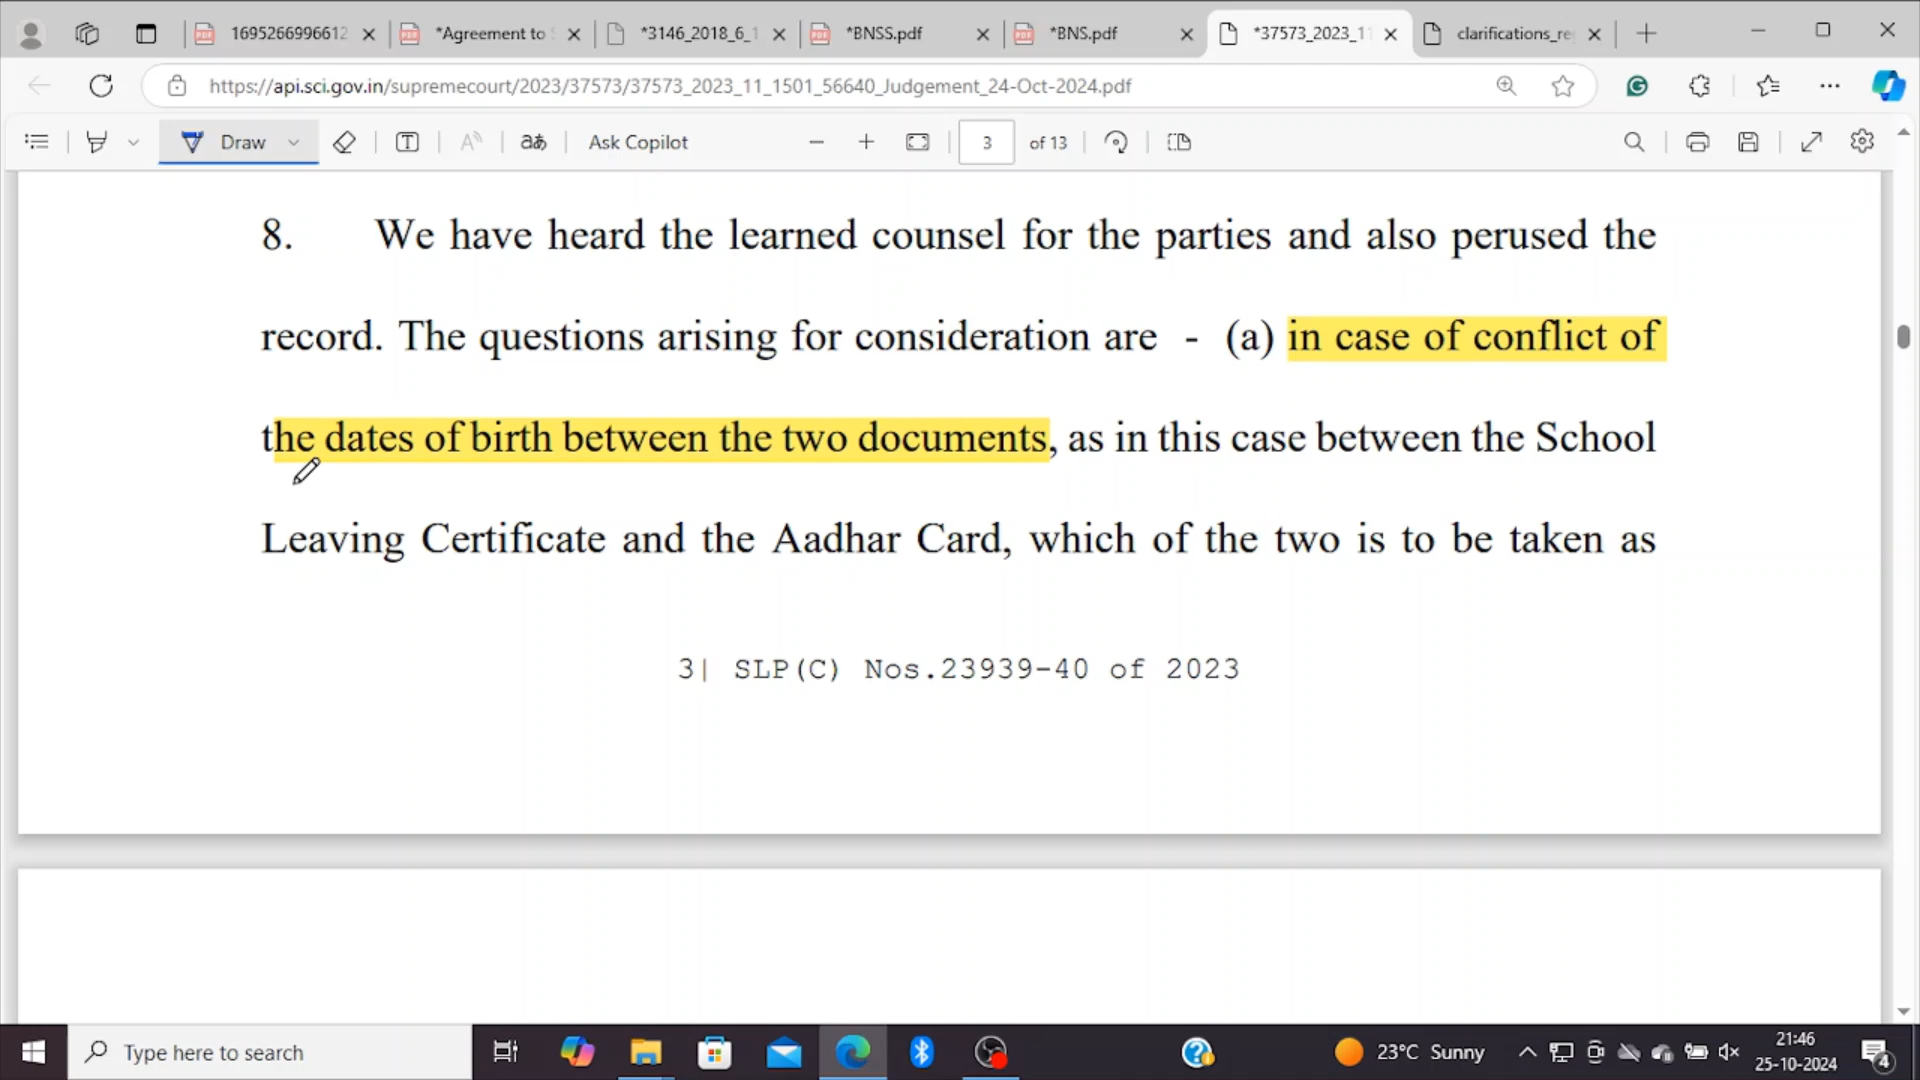 1695266996612
*Agreement to
*3146_2018_6_1
*BNSS.pdf
*BNS.pdf
*37573_2023_11
clarifications_re
https://api.sci.gov.in/supremecourt/2023/37573/37573_2023_11_1501_56640_Judgement_24-Oct-2024.pdf
Draw
aあ
Ask Copilot
3 of 13
8. We have heard the learned counsel for the parties and also perused the
record. The questions arising for consideration are - (a) in case of conflict of
the dates of birth between the two documents, as in this case between the School
Leaving Certificate and the Aadhar Card, which of the two is to be taken as
3| SLP(C) Nos.23939-40 of 2023
Type here to search
23°C Sunny
21:46
25-10-2024
4